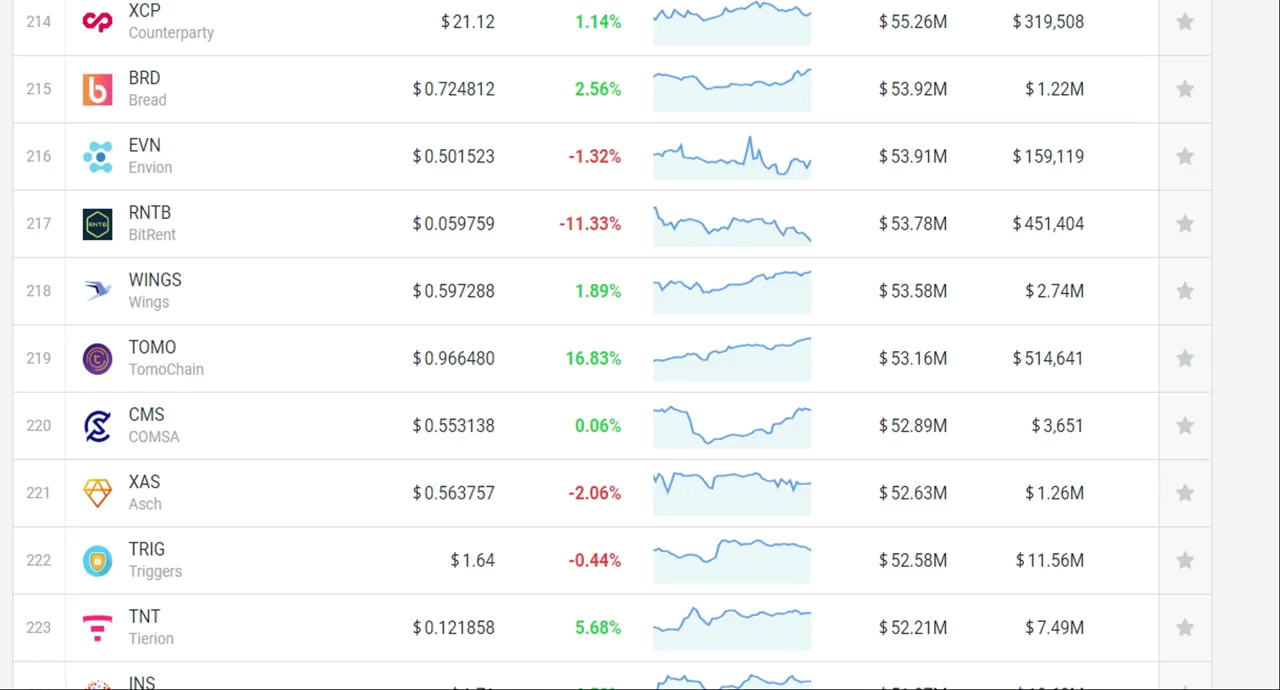 214 XCP $ 21.12 1.14% $ 55.26M $ 319,508
Counterparty
215 BRD $ 0.724812 2.56% $ 53.92M $ 1.22M
Bread
216 EVN $ 0.501523 -1.32% $ 53.91M $ 159,119
Envion
217 RNTB $ 0.059759 -11.33% $ 53.78M $ 451,404
RNTB
BitRent
218 WINGS $ 0.597288 1.89% $ 53.58M $ 2.74M
Wings
219 TOMO $ 0.966480 16.83% $ 53.16M $ 514,641
TomoChain
220 CMS $ 0.553138 0.06% $ 52.89M $ 3,651
COMSA
221 XAS $ 0.563757 -2.06% $ 52.63M $ 1.26M
Asch
222 TRIG $ 1.64 -0.44% $ 52.58M $ 11.56M
Triggers
223 TNT $ 0.121858 5.68% $ 52.21M $ 7.49M
Tierion
INS